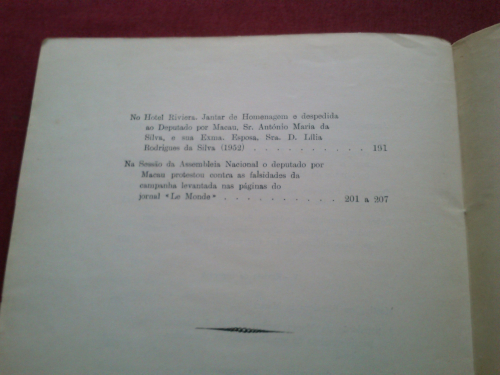 No Hotel Riviera. Jantar de Homenagem e despedida
ao Deputado por Macau, Sr. António Maria da
Silva, e sua Exma. Esposa, Sra. D. Lília
Rodrigues da Silva (1952) . . . . . . . . . . 191
Na Sessão da Assembleia Nacional o deputado por
Macau protestou contra as falsidades da
campanha levantada nas páginas do
jornal «Le Monde» . . . . . . . . . . 201 a 207